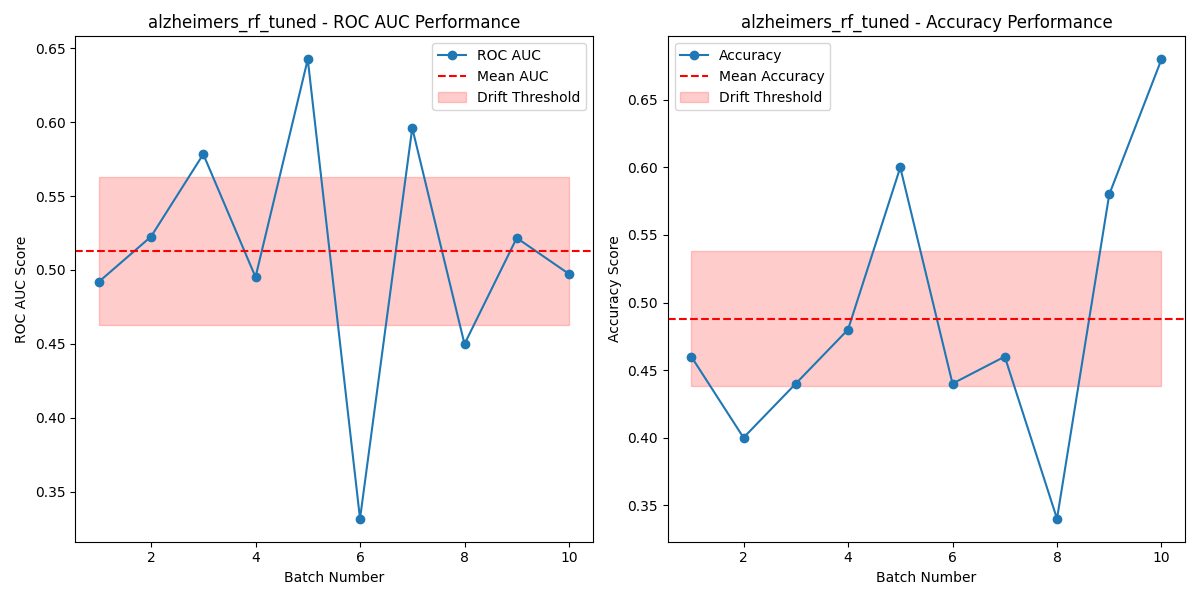 alzheimers_rf_tuned - ROC AUC Performance
ROC AUC
Mean AUC
Drift Threshold
ROC AUC Score
0.65
0.60
0.55
0.50
0.45
0.40
0.35
2 4 6 8 10
Batch Number
alzheimers_rf_tuned - Accuracy Performance
Accuracy
Mean Accuracy
Drift Threshold
Accuracy Score
0.65
0.60
0.55
0.50
0.45
0.40
0.35
2 4 6 8 10
Batch Number